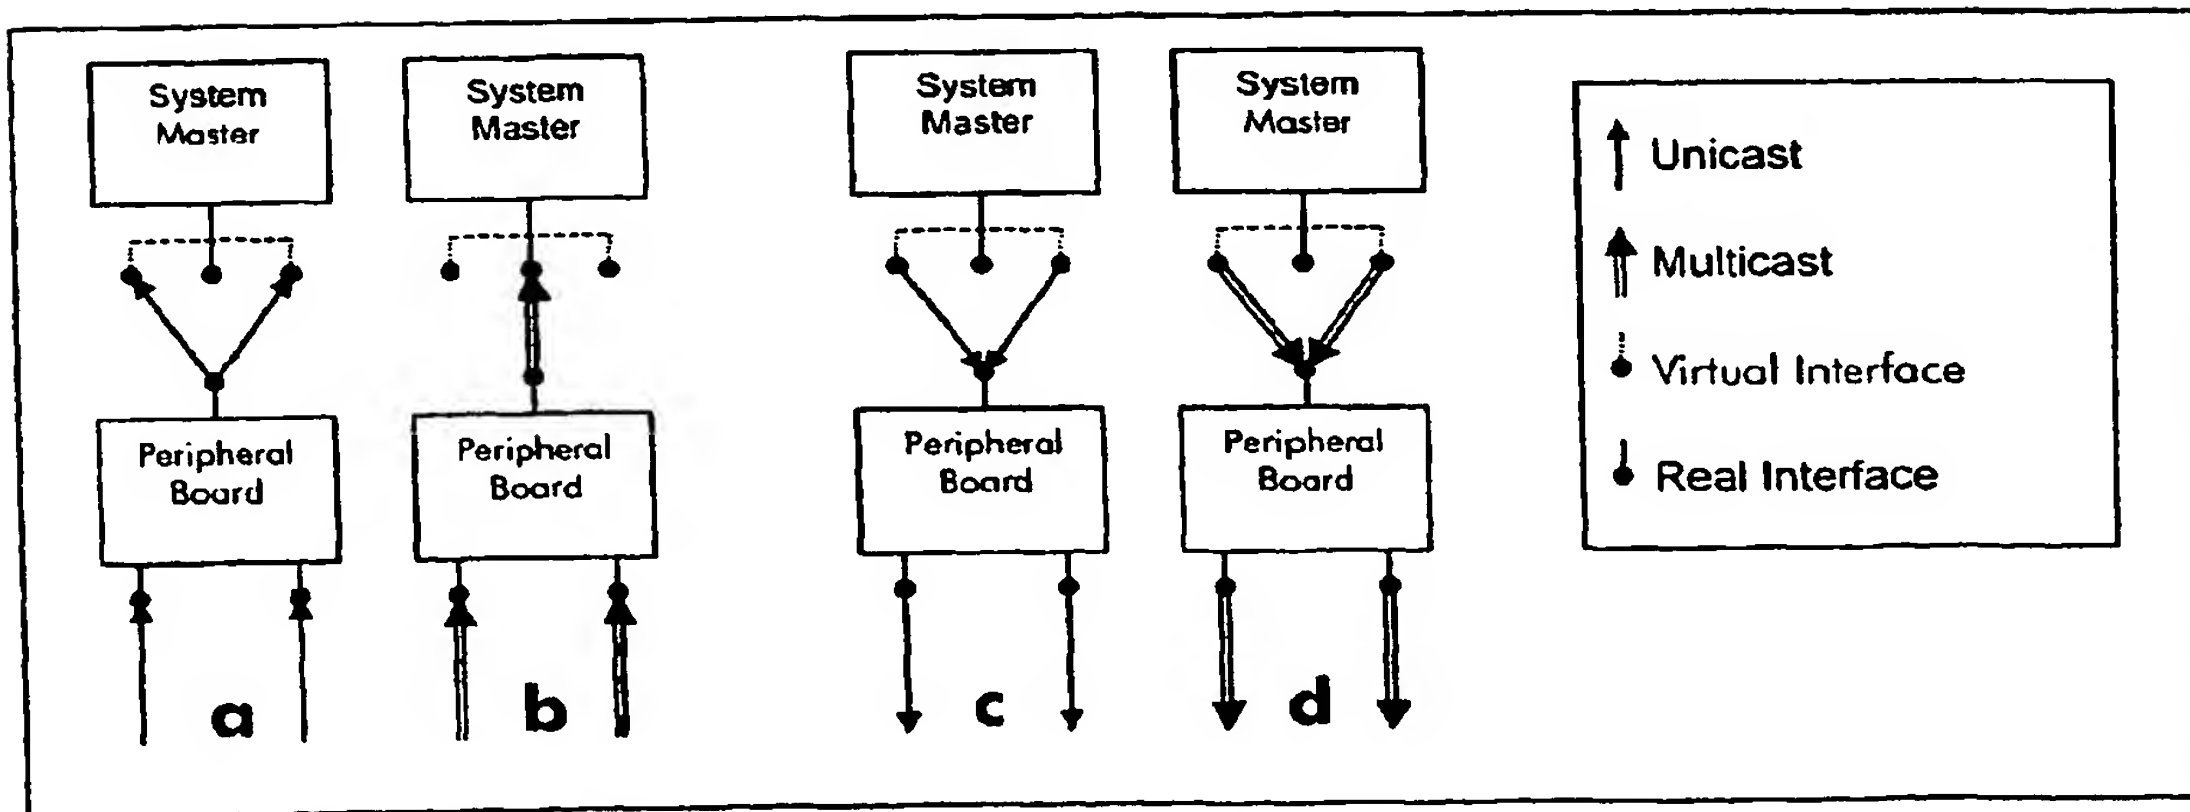 System
Master
System
Master
System
Master
System
Master
Unicast
Multicast
Virtual Interface
Real Interface
Peripheral
Board
Peripheral
Board
Peripheral
Board
Peripheral
Board
a
b
c
d